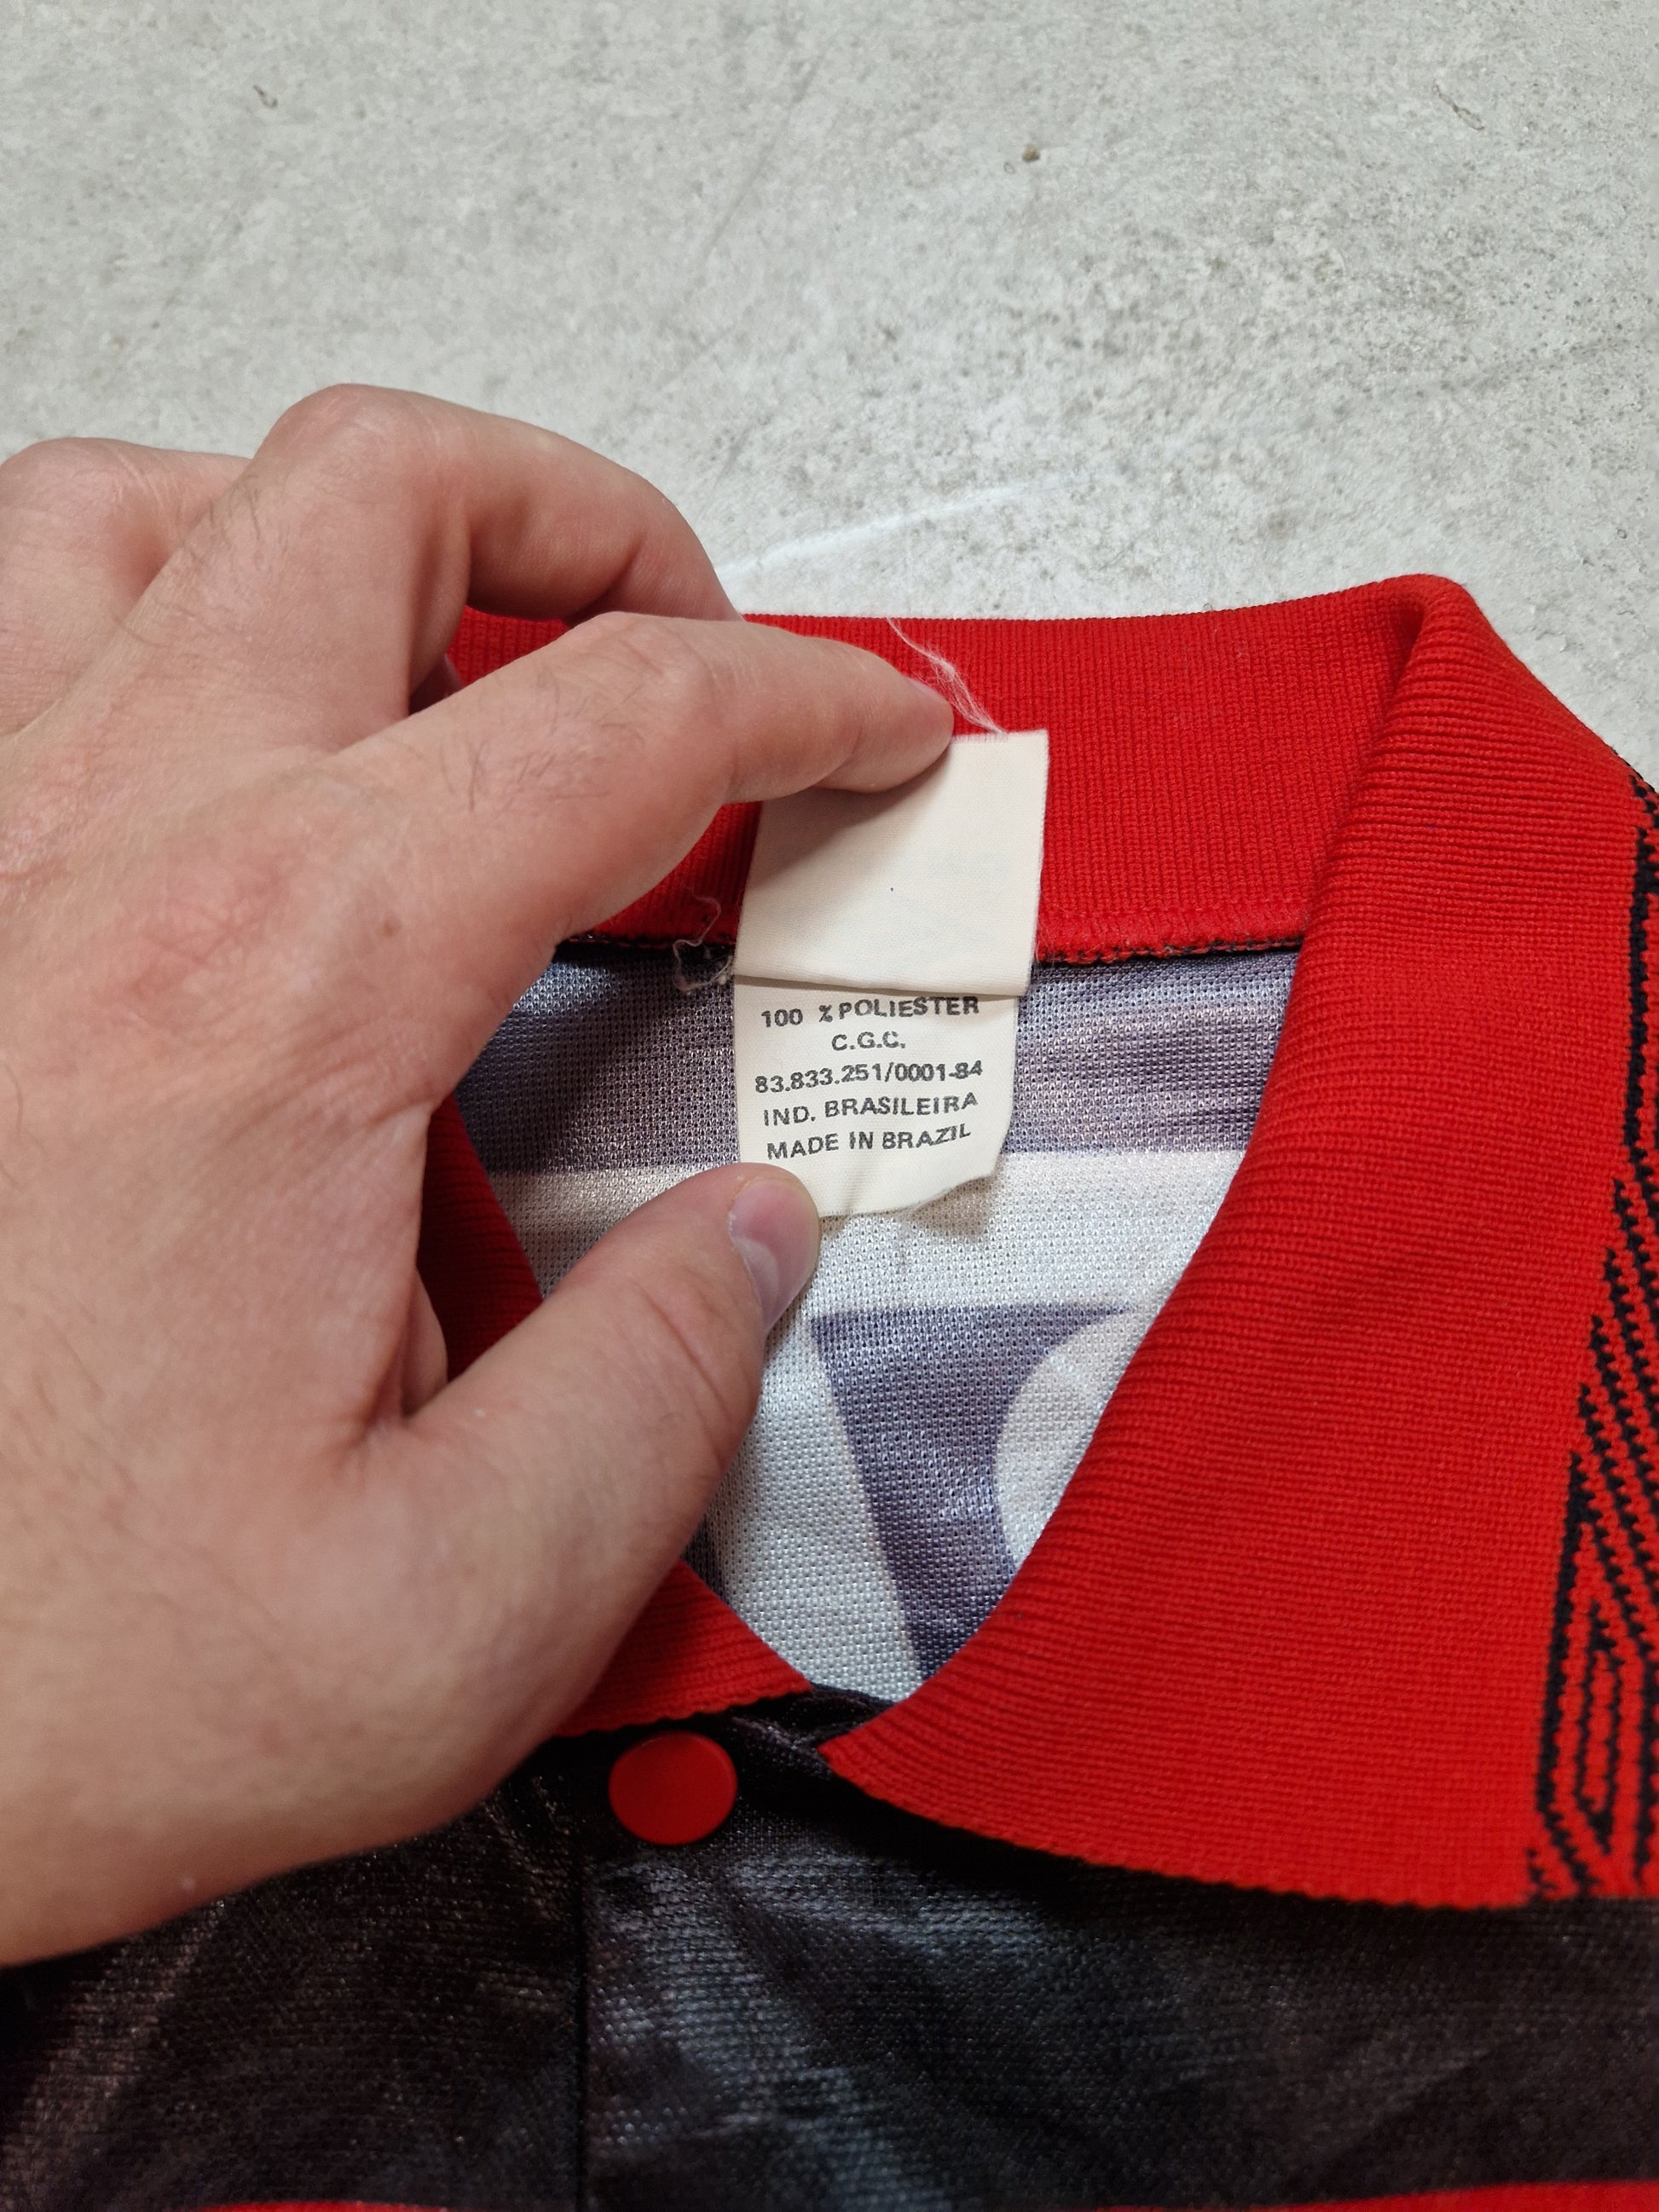 100 % POLIESTER
C.G.C.
83.833.251/0001-84
IND. BRASILEIRA
MADE IN BRAZIL